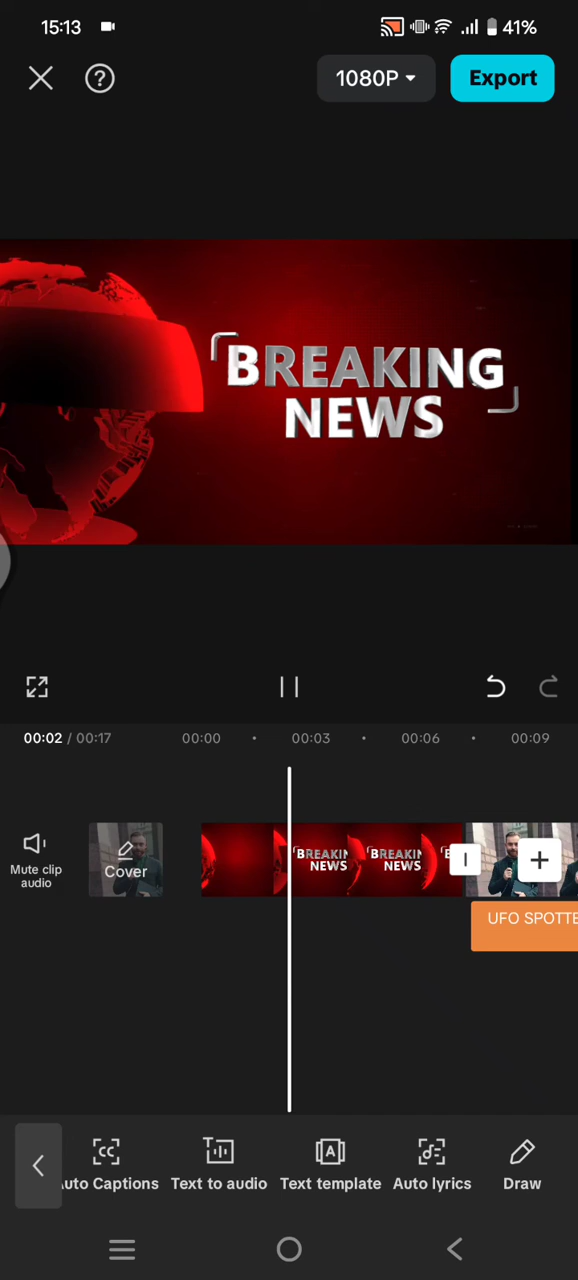 15:13
41%
1080P
Export
BREAKING
NEWS
00:02 / 00:17
00:00
00:03
00:06
00:09
Mute clip
audio
Cover
BREAKIN
NEWS
BREAKIN
NEWS
UFO SPOTTE
uto Captions
Text to audio
Text template
Auto lyrics
Draw